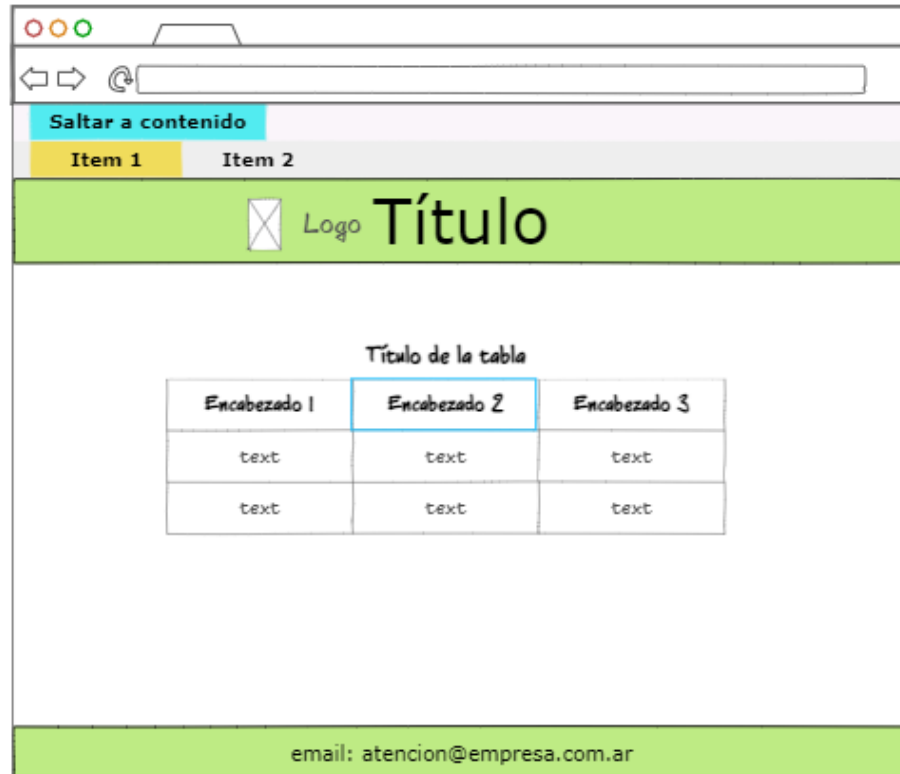 Saltar a contenido
Item 1 Item 2
Logo Título
Título de la tabla
Encabezado 1 Encabezado 2 Encabezado 3
text text text
text text text
email: atencion@empresa.com.ar